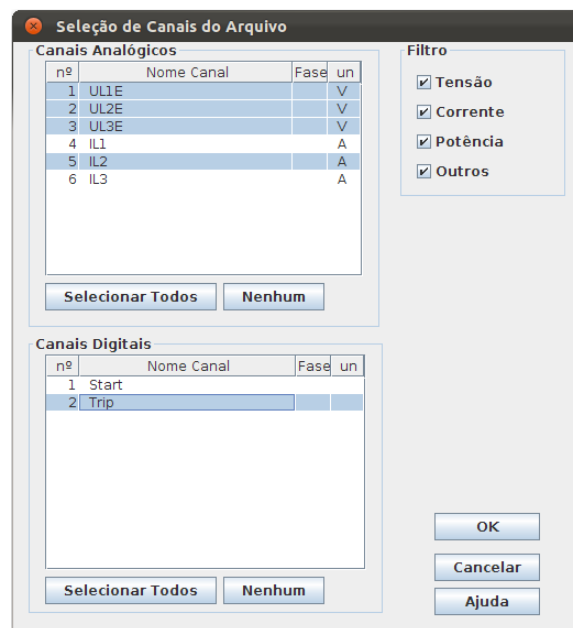 Seleção de Canais do Arquivo
Canais Analógicos
nº Nome Canal Fase un
1 UL1E V
2 UL2E V
3 UL3E V
4 IL1 A
5 IL2 A
6 IL3 A
Selecionar Todos Nenhum
Filtro
Tensão
Corrente
Potência
Outros
Canais Digitais
nº Nome Canal Fase un
1 Start
2 Trip
Selecionar Todos Nenhum
OK
Cancelar
Ajuda